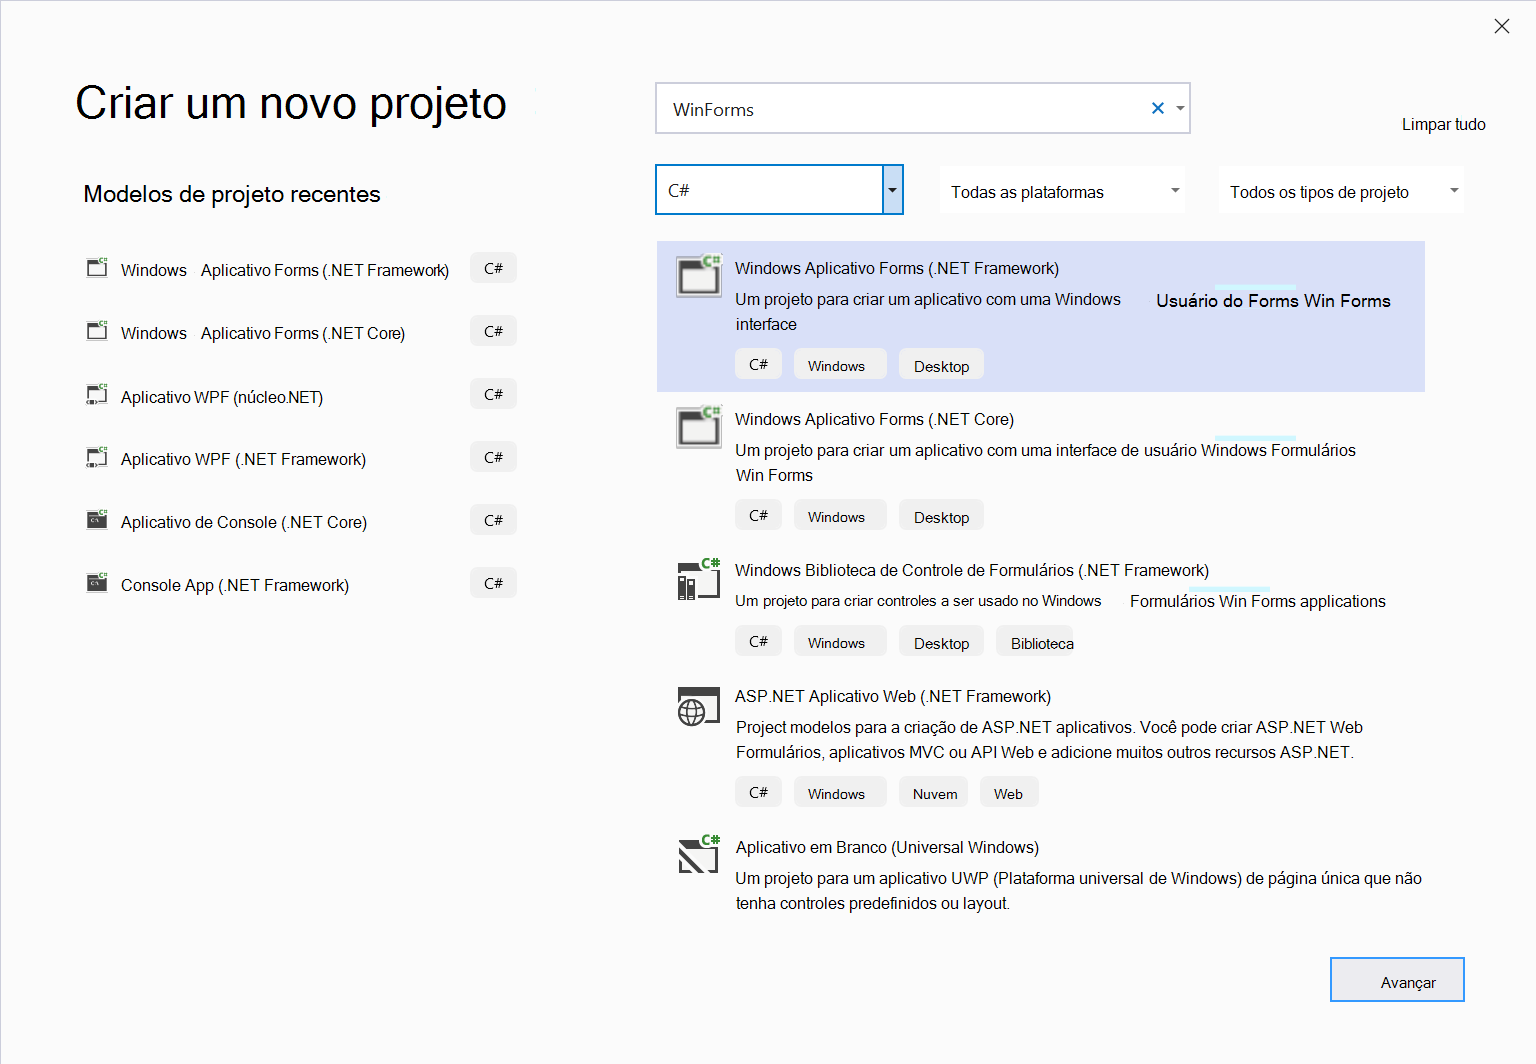 Criar um novo projeto
WinForms
Limpar tudo
C#
Todas as plataformas
Todos os tipos de projeto
Modelos de projeto recentes
Windows Aplicativo Forms (.NET Framework) C#
Windows Aplicativo Forms (.NET Core) C#
Aplicativo WPF (núcleo.NET) C#
Aplicativo WPF (.NET Framework) C#
Aplicativo de Console (.NET Core) C#
Console App (.NET Framework) C#
Windows Aplicativo Forms (.NET Framework)
Um projeto para criar um aplicativo com uma Windows Usuário do Forms Win Forms
interface
C# Windows Desktop
Windows Aplicativo Forms (.NET Core)
Um projeto para criar um aplicativo com uma interface de usuário Windows Formulários
Win Forms
C# Windows Desktop
Windows Biblioteca de Controle de Formulários (.NET Framework)
Um projeto para criar controles a ser usado no Windows Formulários Win Forms applications
C# Windows Desktop Biblioteca
ASP.NET Aplicativo Web (.NET Framework)
Project modelos para a criação de ASP.NET aplicativos. Você pode criar ASP.NET Web
Formulários, aplicativos MVC ou API Web e adicione muitos outros recursos ASP.NET.
C# Windows Nuvem Web
Aplicativo em Branco (Universal Windows)
Um projeto para um aplicativo UWP (Plataforma universal de Windows) de página única que não
tenha controles predefinidos ou layout.
Avançar